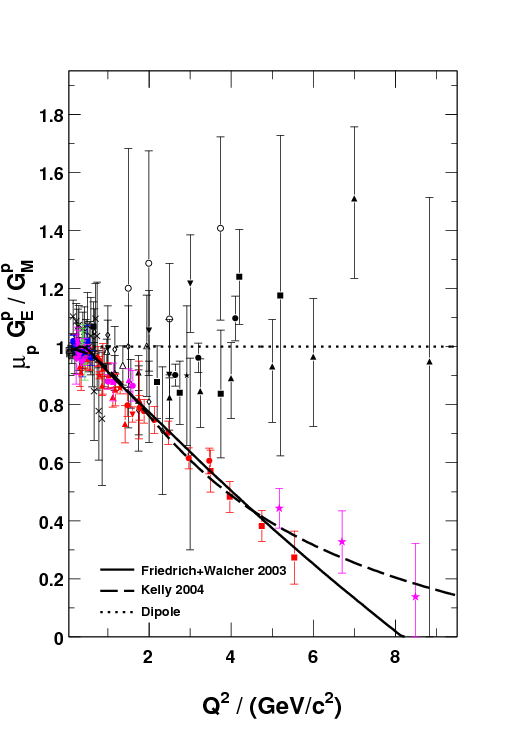 1.8
1.6
1.4
1.2
1
0.8
0.6
0.4
0.2
0
μp GEp / GMp
Friedrich+Walcher 2003
Kelly 2004
Dipole
2 4 6 8
Q2 / (GeV/c2)